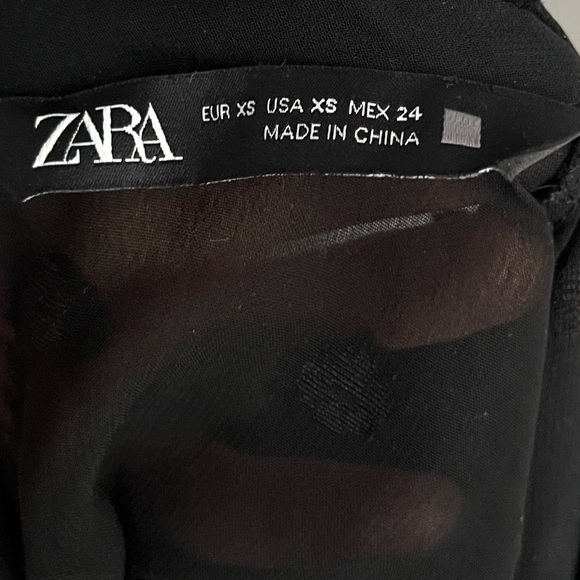 ZARA
EUR XS USA XS MEX 24
MADE IN CHINA